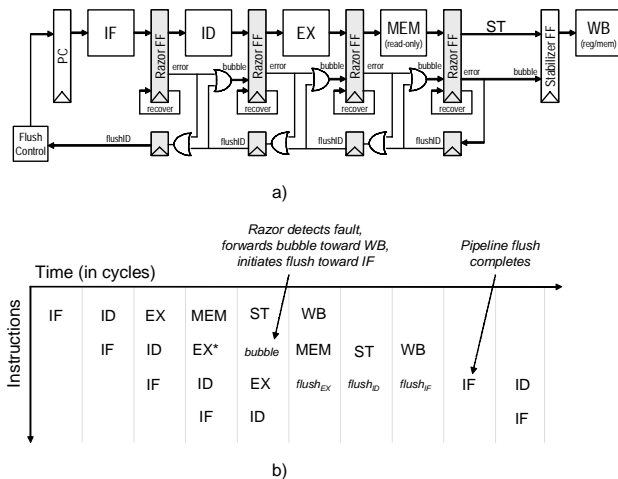 PC
IF
Razor FF
ID
Razor FF
EX
Razor FF
MEM
(read-only)
Razor FF
ST
Stabilizer FF
WB
(reg/mem)
error
bubble
error
bubble
error
bubble
error
bubble
recover
recover
recover
recover
Flush
Control
flushID
flushID
flushID
flushID
a)
Razor detects fault,
forwards bubble toward WB,
initiates flush toward IF
Pipeline flush
completes
Time (in cycles)
Instructions
IF ID EX MEM ST WB
IF ID EX* bubble MEM ST WB
IF ID EX flushEX flushID flushIF IF ID
IF ID IF
b)